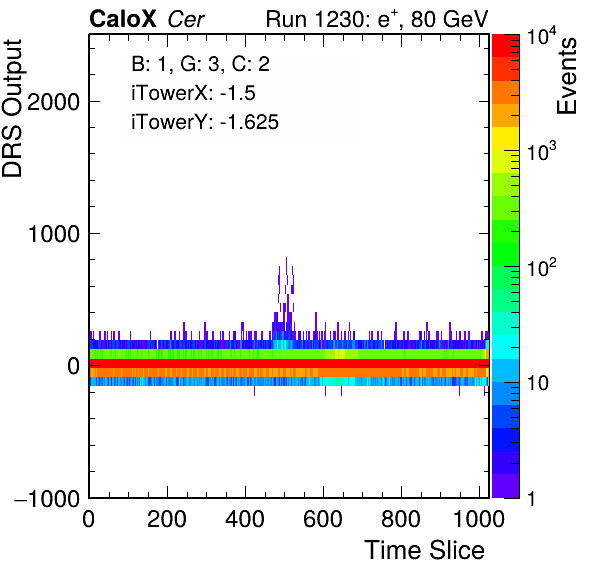 CaloX Cer Run 1230: e⁺, 80 GeV
B: 1, G: 3, C: 2
iTowerX: -1.5
iTowerY: -1.625
DRS Output
2000
1000
0
−1000
0 200 400 600 800 1000
Time Slice
10⁴
10³
10²
10
1
Events